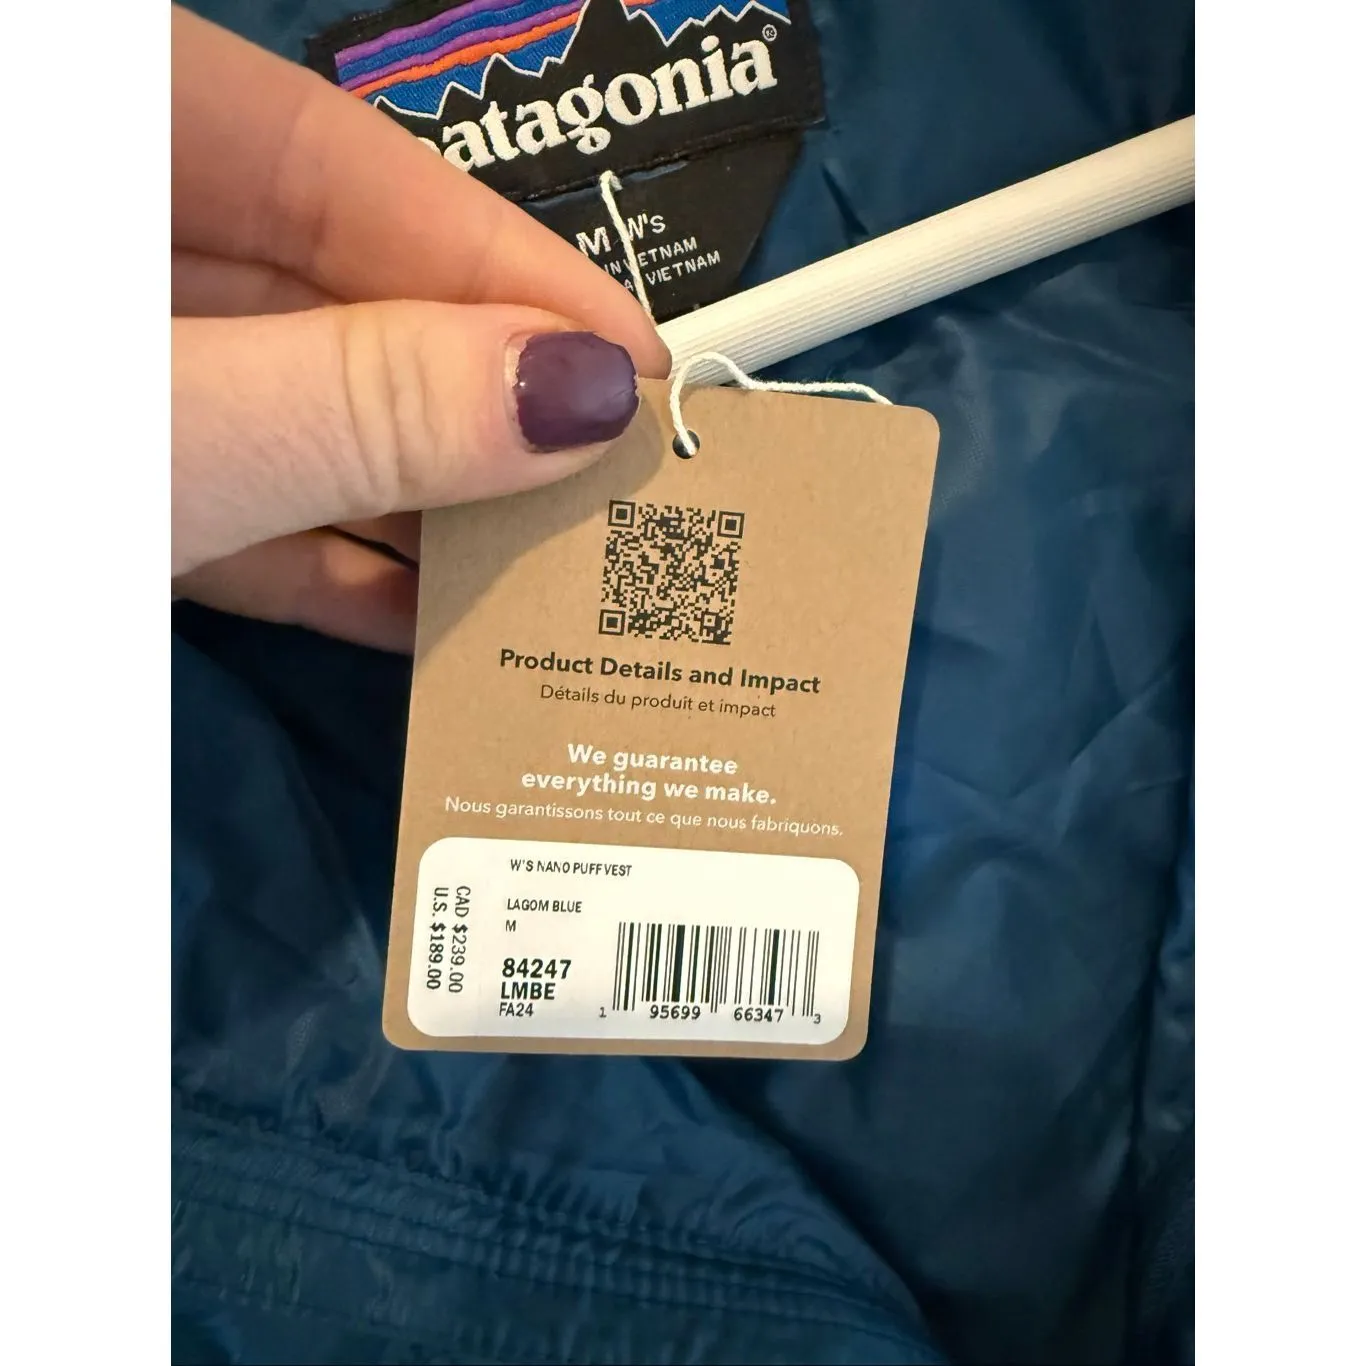 patagonia®
M W'S
VIETNAM
Product Details and Impact
Détails du produit et impact
We guarantee
everything we make.
Nous garantissons tout ce que nous fabriquons.
W'S NANO PUFF VEST
LAGOM BLUE
M
84247
LMBE
FA24
CAD $239.00
U.S. $189.00
1 95699 66347 3